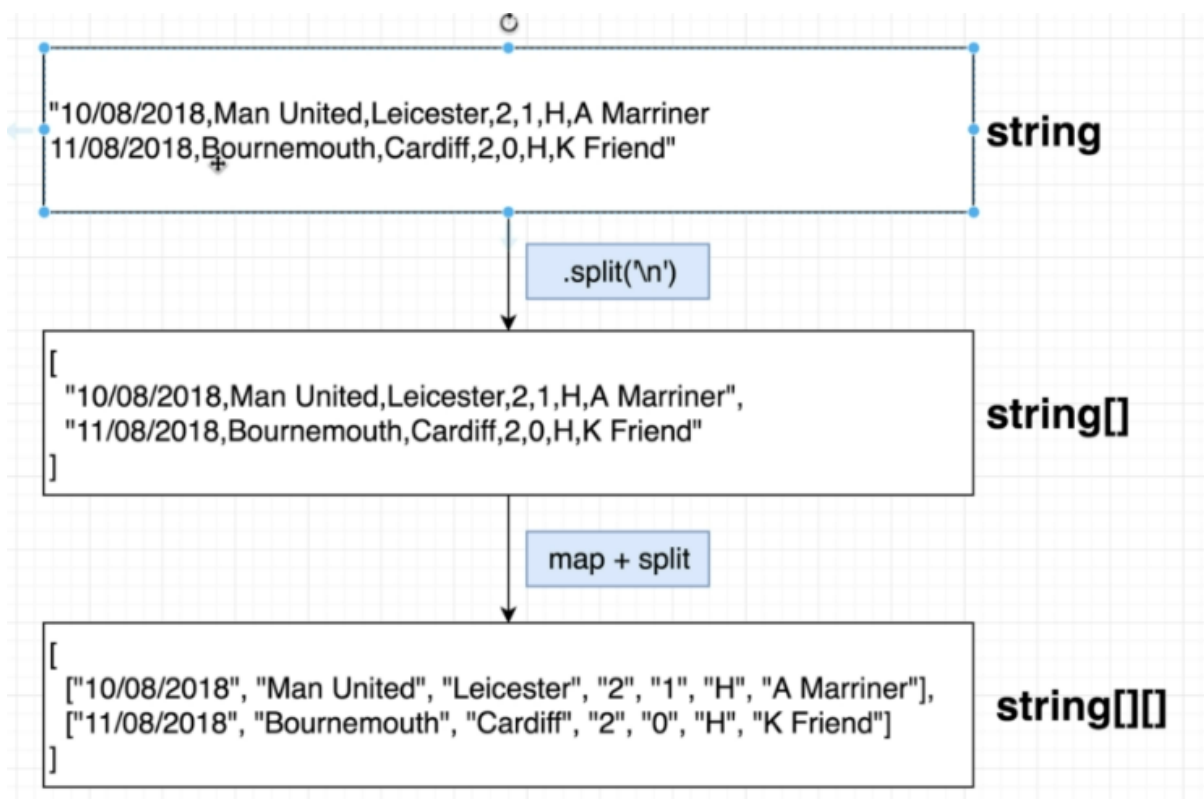 "10/08/2018,Man United,Leicester,2,1,H,A Marriner
11/08/2018,Bournemouth,Cardiff,2,0,H,K Friend"
string
.split('\n')
[
"10/08/2018,Man United,Leicester,2,1,H,A Marriner",
"11/08/2018,Bournemouth,Cardiff,2,0,H,K Friend"
]
string[]
map + split
[
["10/08/2018", "Man United", "Leicester", "2", "1", "H", "A Marriner"],
["11/08/2018", "Bournemouth", "Cardiff", "2", "0", "H", "K Friend"]
]
string[][]